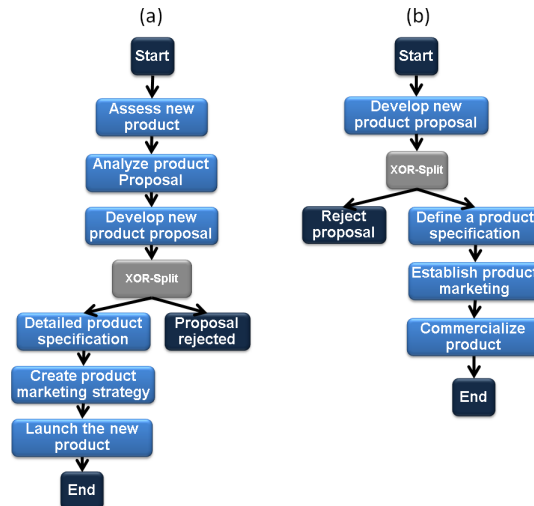 (a)
Start
Assess new
product
Analyze product
Proposal
Develop new
product proposal
XOR-Split
Detailed product
specification
Proposal
rejected
Create product
marketing strategy
Launch the new
product
End
(b)
Start
Develop new
product proposal
XOR-Split
Reject
proposal
Define a product
specification
Establish product
marketing
Commercialize
product
End